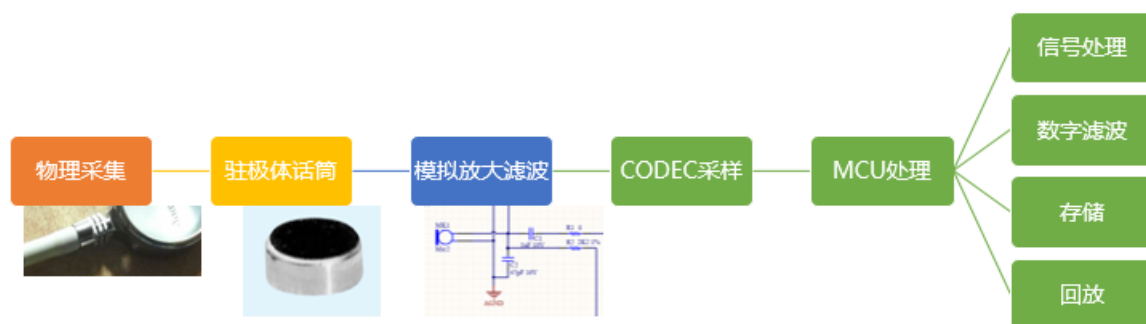 信号处理
数字滤波
物理采集
驻极体话筒
模拟放大滤波
CODEC采样
MCU处理
存储
回放
AGND